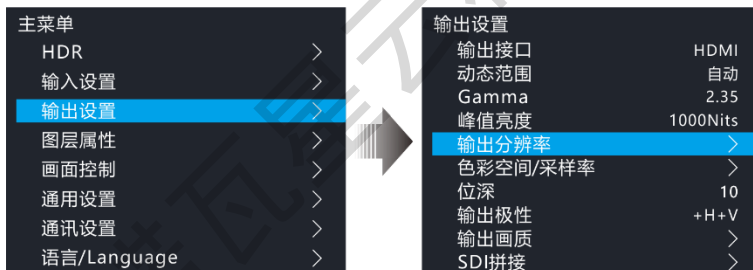 主菜单
HDR >
输入设置 >
输出设置 >
图层属性 >
画面控制 >
通用设置 >
通讯设置 >
语言/Language >
输出设置
输出接口 HDMI
动态范围 自动
Gamma 2.35
峰值亮度 1000Nits
输出分辨率 >
色彩空间/采样率 >
位深 10
输出极性 +H+V
输出画质 >
SDI拼接 >